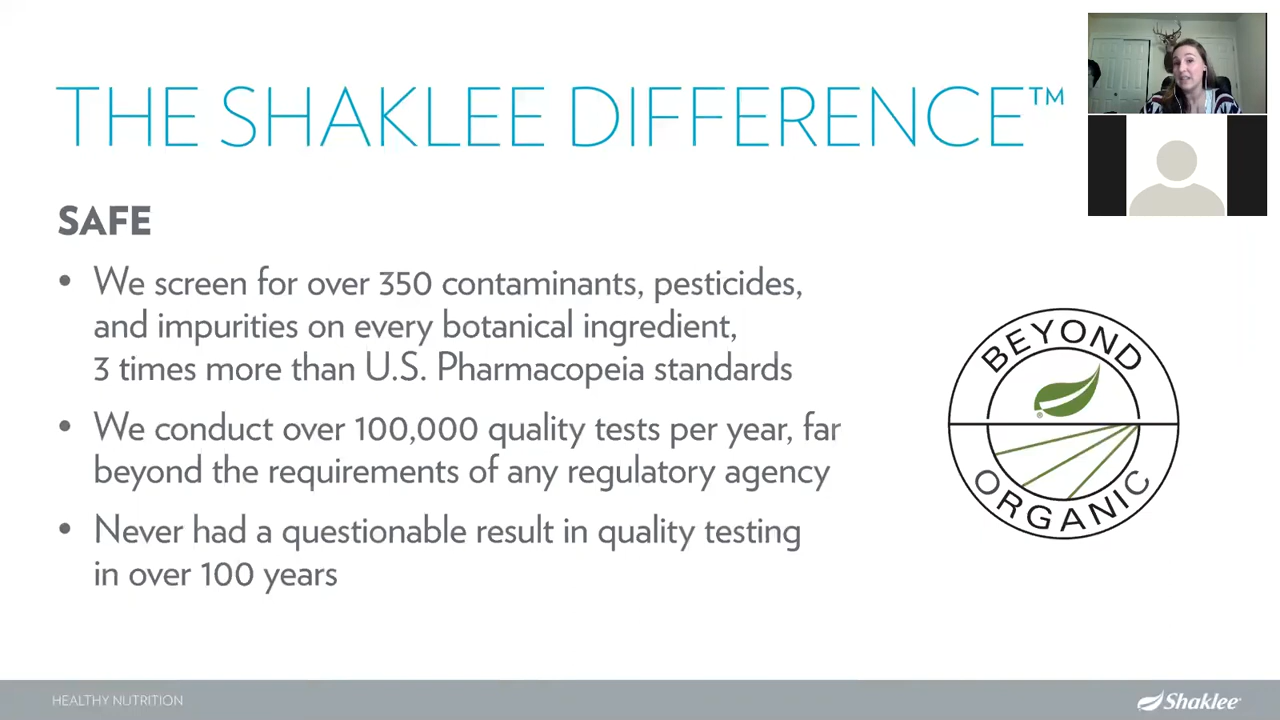 THE SHAKLEE DIFFERENCE™
SAFE
• We screen for over 350 contaminants, pesticides,
and impurities on every botanical ingredient,
3 times more than U.S. Pharmacopeia standards
• We conduct over 100,000 quality tests per year, far
beyond the requirements of any regulatory agency
• Never had a questionable result in quality testing
in over 100 years
BEYOND
®
ORGANIC
HEALTHY NUTRITION
Shaklee